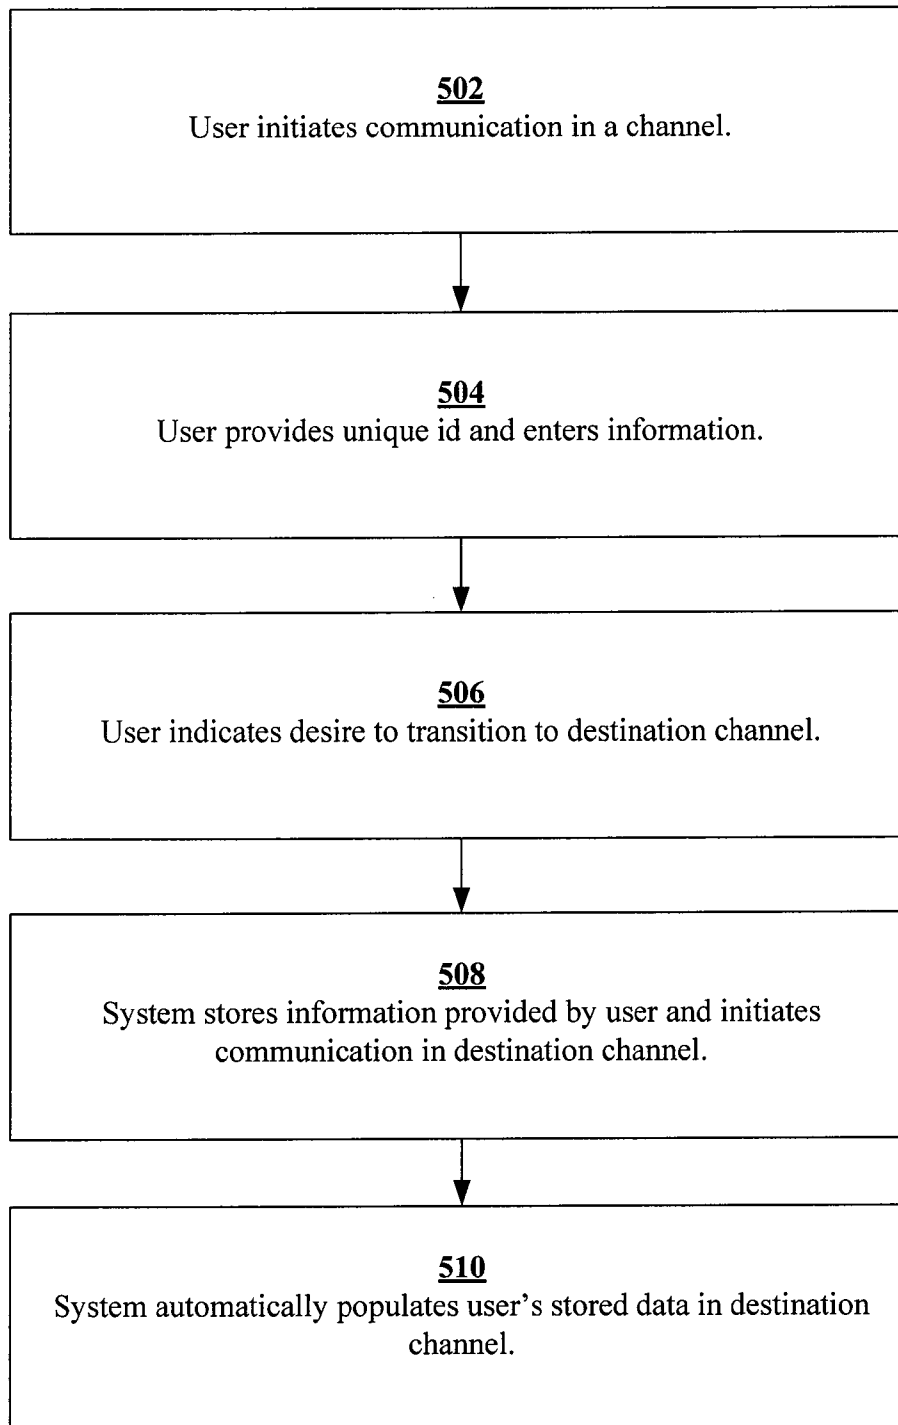 502
User initiates communication in a channel.
504
User provides unique id and enters information.
506
User indicates desire to transition to destination channel.
508
System stores information provided by user and initiates
communication in destination channel.
510
System automatically populates user’s stored data in destination
channel.